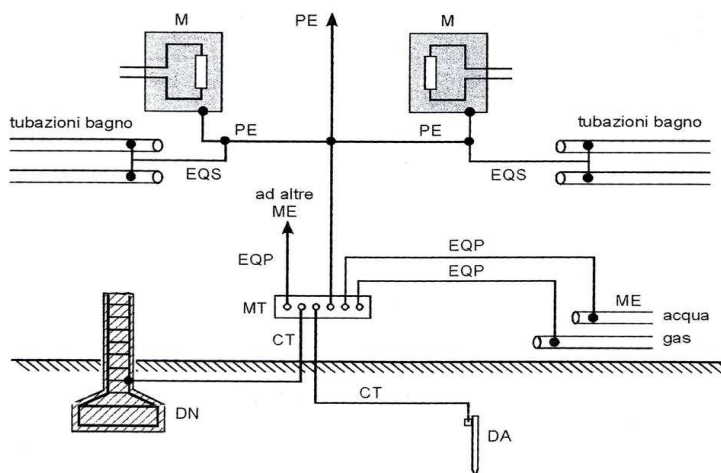 PE
M
M
tubazioni bagno
PE
PE
tubazioni bagno
EQS
EQS
ad altre
ME
EQP
EQP
EQP
MT
ME
acqua
gas
CT
CT
DN
DA